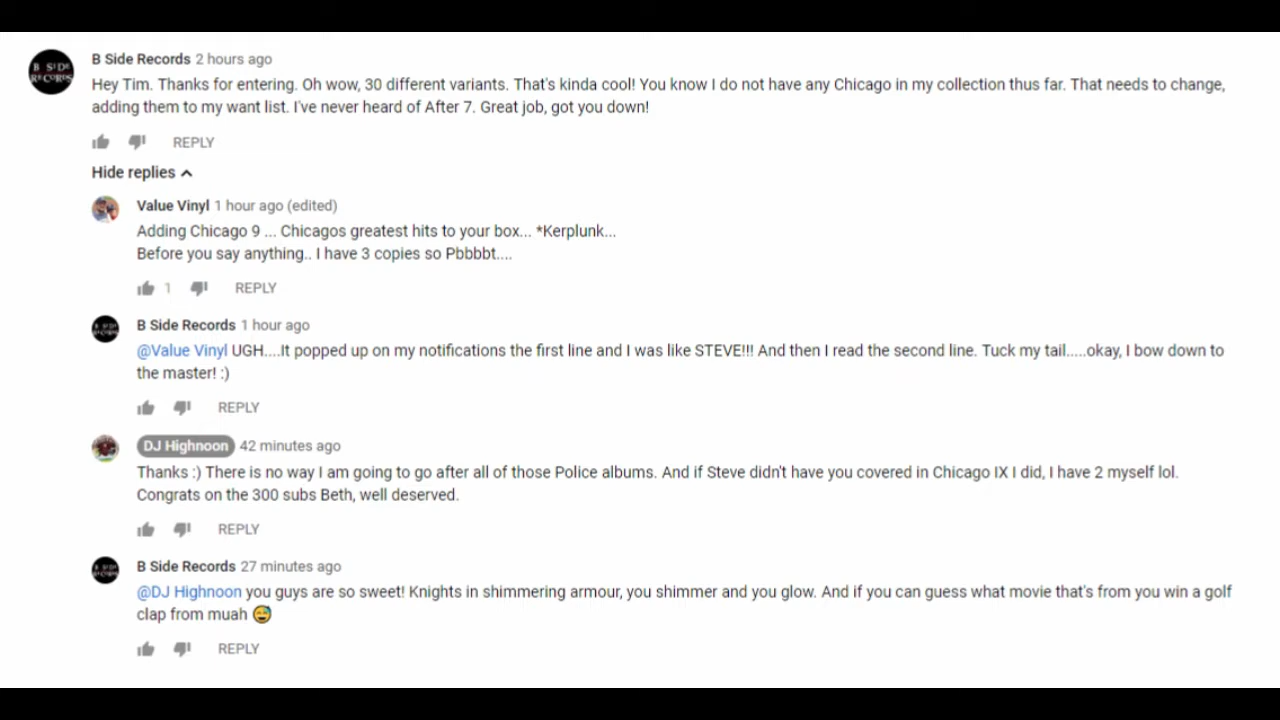 B SIDE RECORDS
B Side Records 2 hours ago
Hey Tim. Thanks for entering. Oh wow, 30 different variants. That's kinda cool! You know I do not have any Chicago in my collection thus far. That needs to change,
adding them to my want list. I've never heard of After 7. Great job, got you down!
REPLY
Hide replies
Value Vinyl 1 hour ago (edited)
Adding Chicago 9 ... Chicagos greatest hits to your box... *Kerplunk...
Before you say anything.. I have 3 copies so Pbbbbt....
1 REPLY
B Side Records 1 hour ago
@Value Vinyl UGH....It popped up on my notifications the first line and I was like STEVE!!! And then I read the second line. Tuck my tail.....okay, I bow down to
the master! :)
REPLY
DJ Highnoon 42 minutes ago
Thanks :) There is no way I am going to go after all of those Police albums. And if Steve didn't have you covered in Chicago IX I did, I have 2 myself lol.
Congrats on the 300 subs Beth, well deserved.
REPLY
B Side Records 27 minutes ago
@DJ Highnoon you guys are so sweet! Knights in shimmering armour, you shimmer and you glow. And if you can guess what movie that's from you win a golf
clap from muah 😅
REPLY